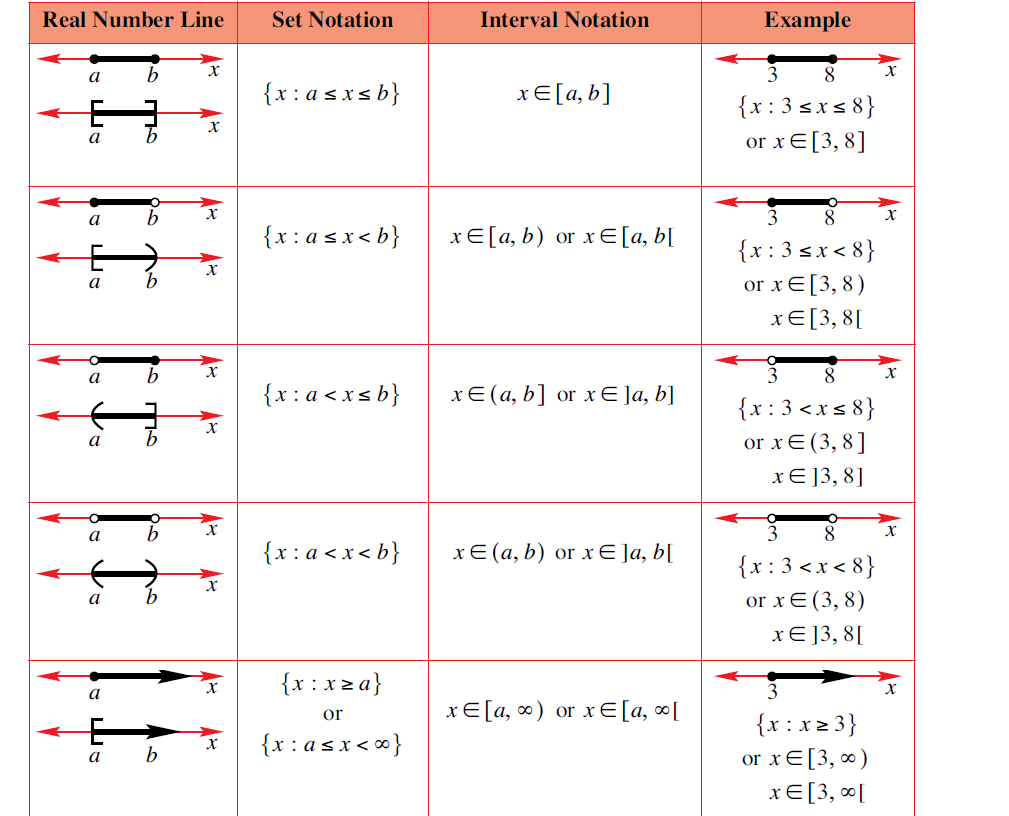 Real Number Line Set Notation Interval Notation Example
a b x
a b x
{x : a ≤ x ≤ b}
x ∈ [a, b]
3 8 x
{x : 3 ≤ x ≤ 8}
or x ∈ [3, 8]
a b x
a b x
{x : a ≤ x < b}
x ∈ [a, b) or x ∈ [a, b[
3 8 x
{x : 3 ≤ x < 8}
or x ∈ [3, 8)
x ∈ [3, 8[
a b x
a b x
{x : a < x ≤ b}
x ∈ (a, b] or x ∈ ]a, b]
3 8 x
{x : 3 < x ≤ 8}
or x ∈ (3, 8]
x ∈ ]3, 8]
a b x
a b x
{x : a < x < b}
x ∈ (a, b) or x ∈ ]a, b[
3 8 x
{x : 3 < x < 8}
or x ∈ (3, 8)
x ∈ ]3, 8[
a x
a b x
{x : x ≥ a}
or
{x : a ≤ x < ∞}
x ∈ [a, ∞) or x ∈ [a, ∞[
3 x
{x : x ≥ 3}
or x ∈ [3, ∞)
x ∈ [3, ∞[